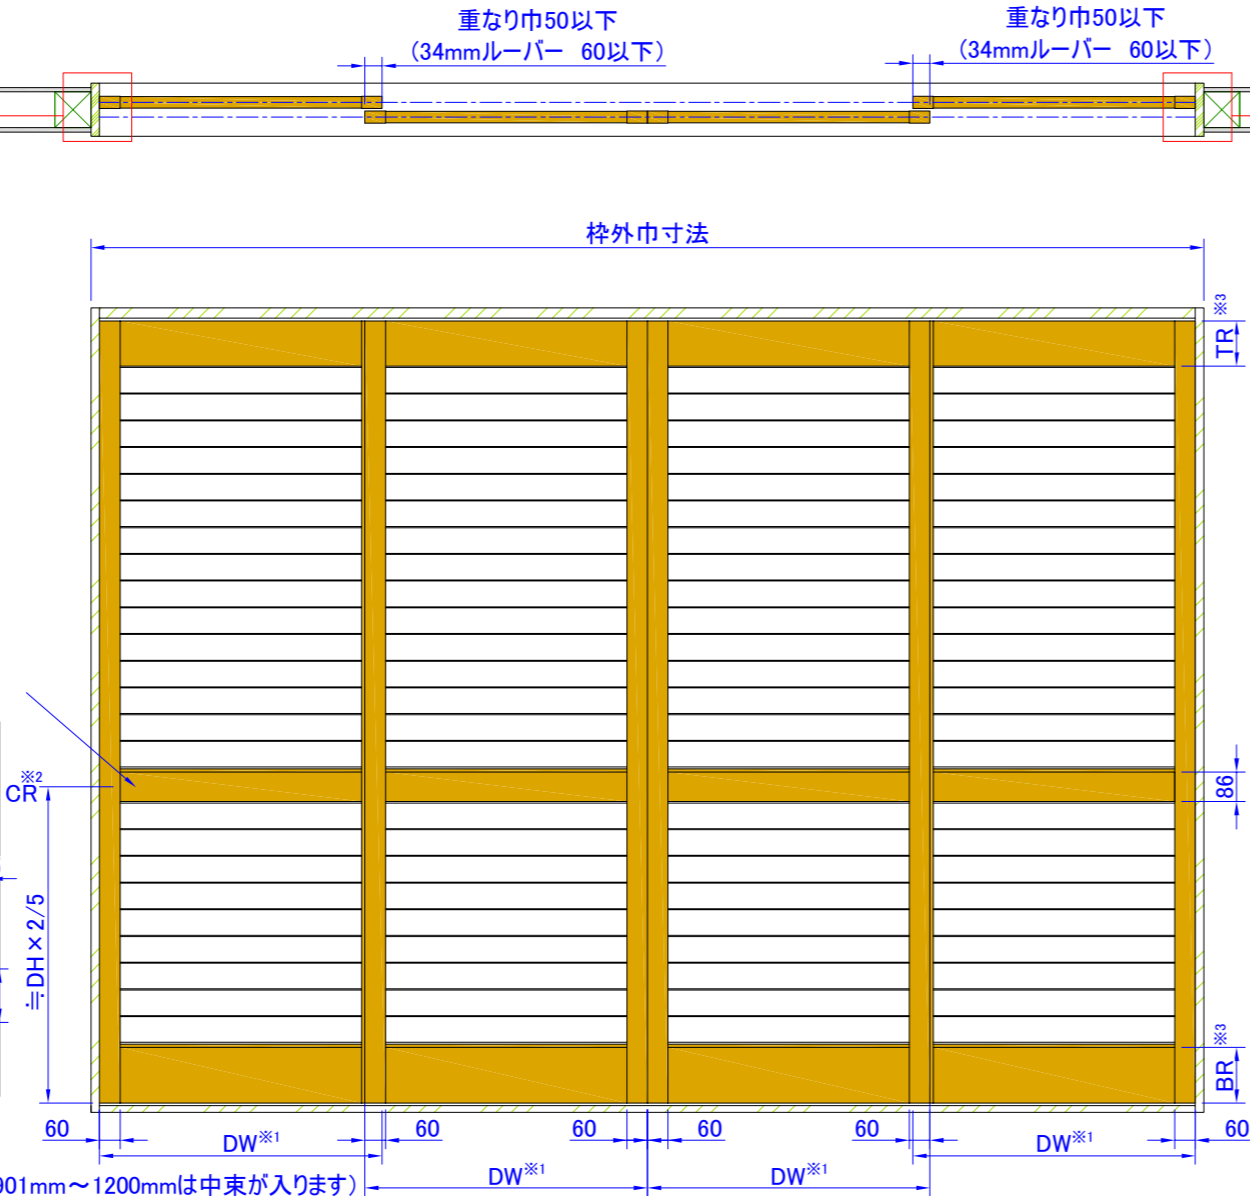 重なり巾50以下
(34mmルーバー 60以下)
重なり巾50以下
(34mmルーバー 60以下)
枠外巾寸法
TR※3
CR※2
86
≒DH×2/5
BR※3
60
DW※1
60
60
60
60
DW※1
60
DW※1
DW※1
901mm～1200mmは中束が入ります)